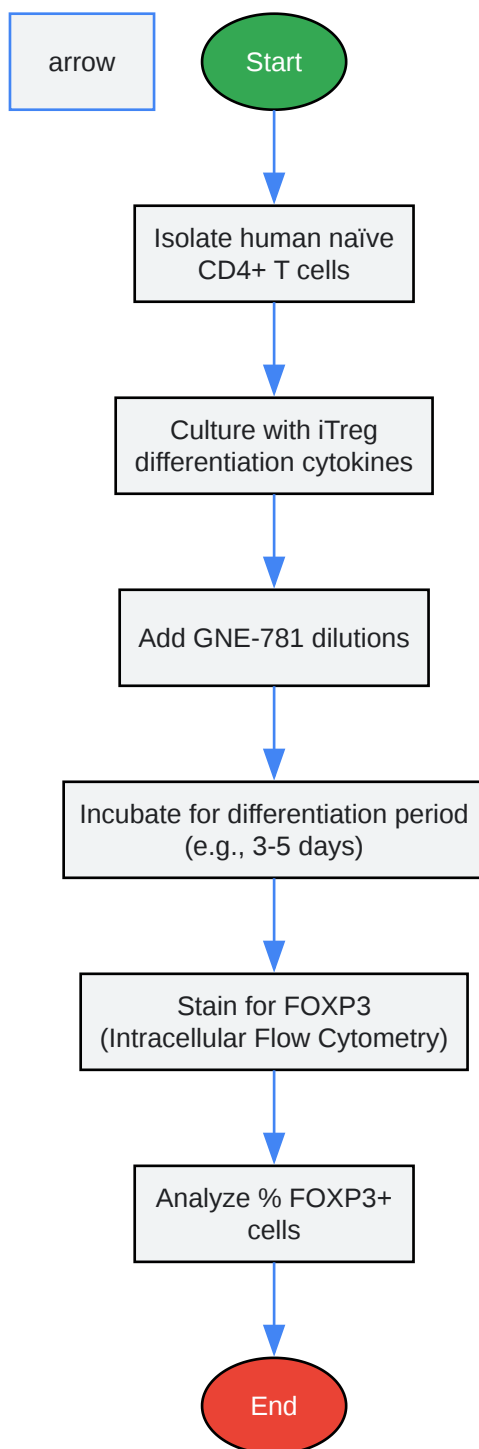 arrow
Start
Isolate human naïve
CD4+ T cells
Culture with iTreg
differentiation cytokines
Add GNE-781 dilutions
Incubate for differentiation period
(e.g., 3-5 days)
Stain for FOXP3
(Intracellular Flow Cytometry)
Analyze % FOXP3+
cells
End